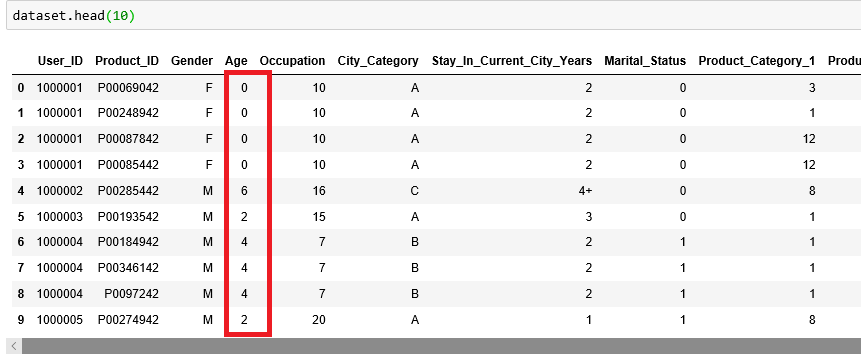 dataset.head(10)
User_ID Product_ID Gender Age Occupation City_Category Stay_In_Current_City_Years Marital_Status Product_Category_1 Produ
0 1000001 P00069042 F 0 10 A 2 0 3
1 1000001 P00248942 F 0 10 A 2 0 1
2 1000001 P00087842 F 0 10 A 2 0 12
3 1000001 P00085442 F 0 10 A 2 0 12
4 1000002 P00285442 M 6 16 C 4+ 0 8
5 1000003 P00193542 M 2 15 A 3 0 1
6 1000004 P00184942 M 4 7 B 2 1 1
7 1000004 P00346142 M 4 7 B 2 1 1
8 1000004 P0097242 M 4 7 B 2 1 1
9 1000005 P00274942 M 2 20 A 1 1 8